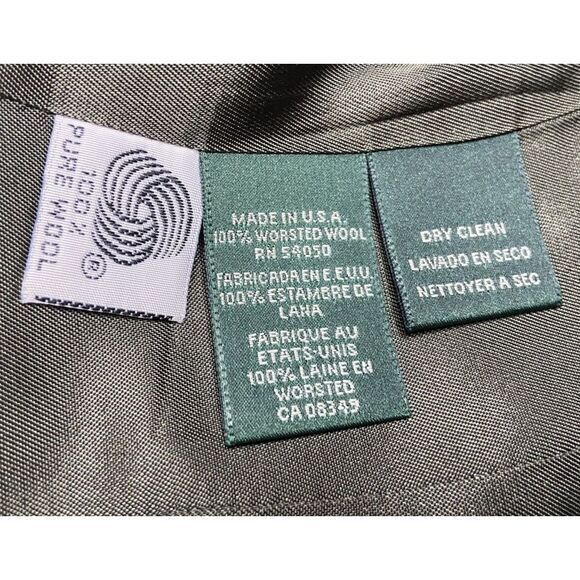 100%
PURE WOOL
®
MADE IN U.S.A.
100% WORSTED WOOL
RN 54050
FABRICADA EN E.E.U.U.
100% ESTAMBRE DE
LANA
FABRIQUE AU
ETATS-UNIS
100% LAINE EN
WORSTED
CA 08349
DRY CLEAN
LAVADO EN SECO
NETTOYER A SEC